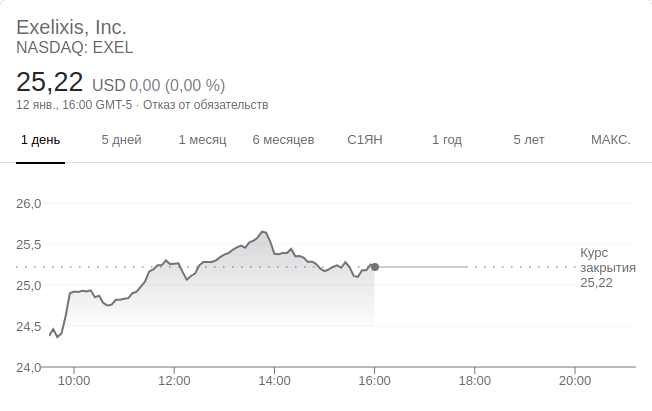 Exelixis, Inc.
NASDAQ: EXEL
25,22 USD 0,00 (0,00 %)
12 янв., 16:00 GMT-5 · Отказ от обязательств
1 день 5 дней 1 месяц 6 месяцев С1ЯН 1 год 5 лет МАКС.
26,0
25,5
Курс
закрытия
25,22
25,0
24,5
24,0
10:00 12:00 14:00 16:00 18:00 20:00